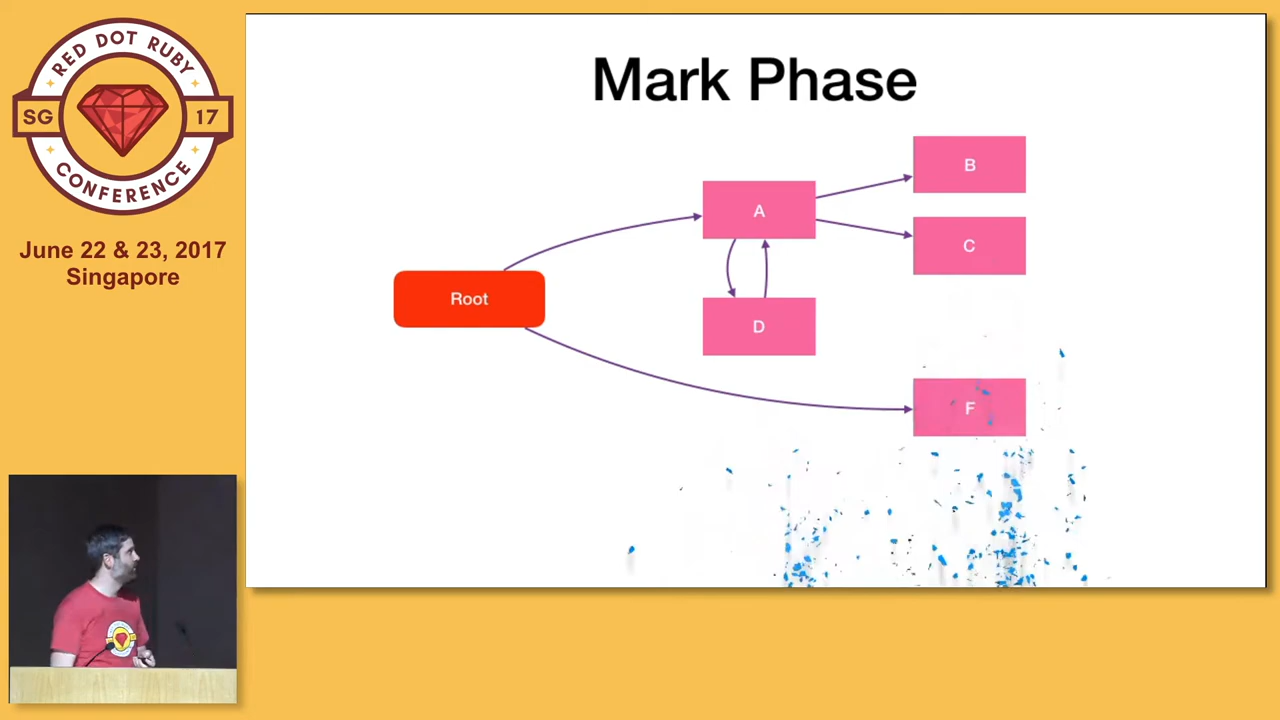 RED DOT RUBY
SG
17
CONFERENCE
June 22 & 23, 2017
Singapore
Mark Phase
B
A
C
Root
D
F